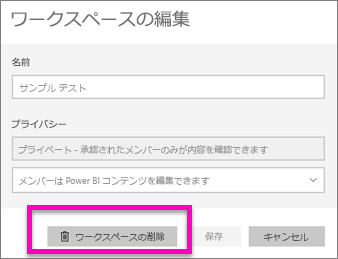 ワークスペースの編集
名前
サンプル テスト
プライバシー
プライベート - 承認されたメンバーのみが内容を確認できます
メンバーは Power BI コンテンツを編集できます
ワークスペースの削除 保存 キャンセル